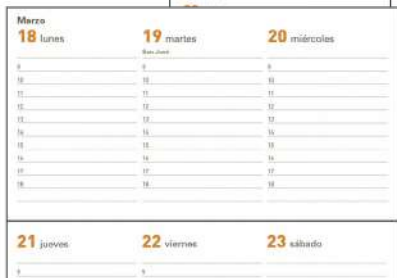 Marzo
18 lunes
19 martes
20 miércoles
San José
9 9 9
10 10 10
11 11 11
12 12 12
13 13 13
14 14 14
15 15 15
16 16 16
17 17 17
18 18 18
21 jueves
22 viernes
23 sábado
9 9